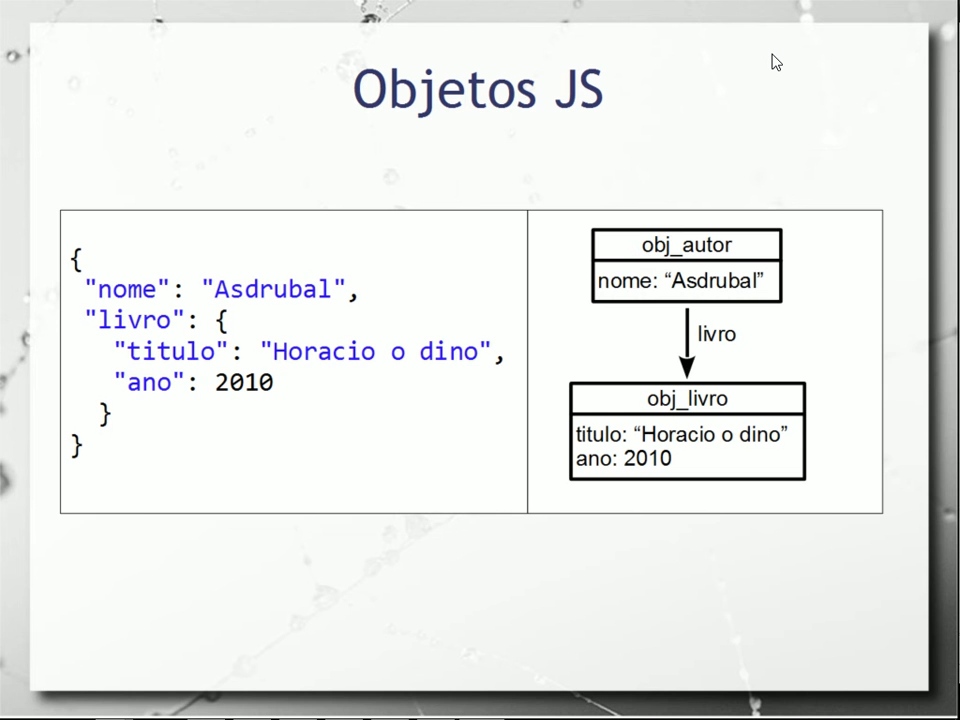 Objetos JS
{
"nome": "Asdrubal",
"livro": {
"titulo": "Horacio o dino",
"ano": 2010
}
}
obj_autor
nome: “Asdrubal”
livro
obj_livro
titulo: “Horacio o dino”
ano: 2010